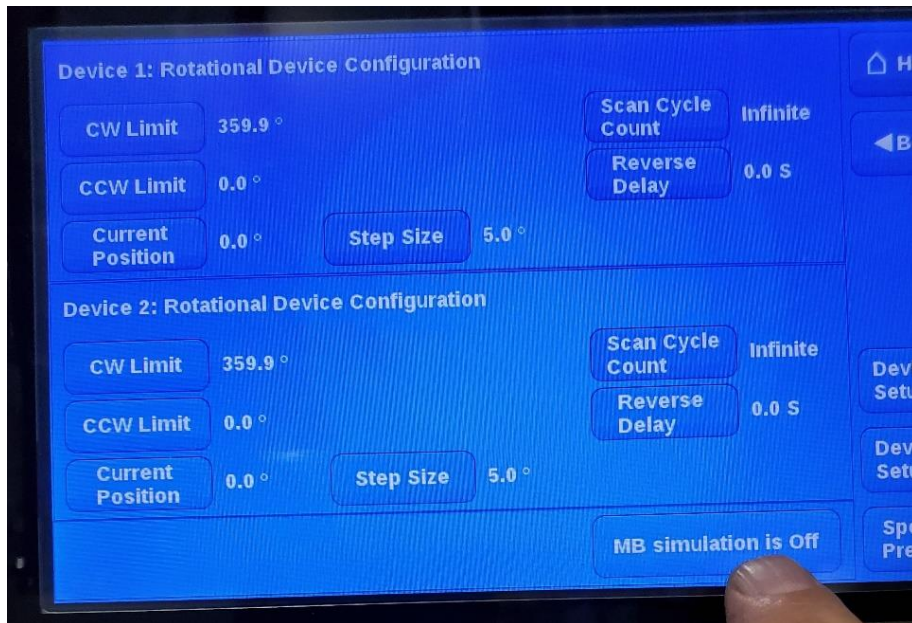 Device 1: Rotational Device Configuration
CW Limit 359.9 °
Scan Cycle Count Infinite
CCW Limit 0.0 °
Reverse Delay 0.0 S
Current Position 0.0 °
Step Size 5.0 °
Device 2: Rotational Device Configuration
CW Limit 359.9 °
Scan Cycle Count Infinite
CCW Limit 0.0 °
Reverse Delay 0.0 S
Current Position 0.0 °
Step Size 5.0 °
MB simulation is Off